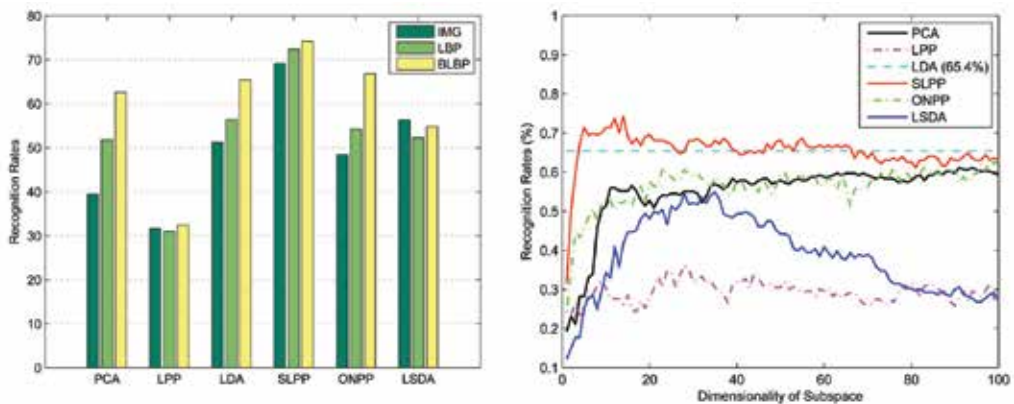 IMG
LBP
BLBP
Recognition Rates
80
70
60
50
40
30
20
10
0
PCA LPP LDA SLPP ONPP LSDA
PCA
LPP
LDA (65.4%)
SLPP
ONPP
LSDA
Recognition Rates (%)
1
0.9
0.8
0.7
0.6
0.5
0.4
0.3
0.2
0.1
0 20 40 60 80 100
Dimensionality of Subspace